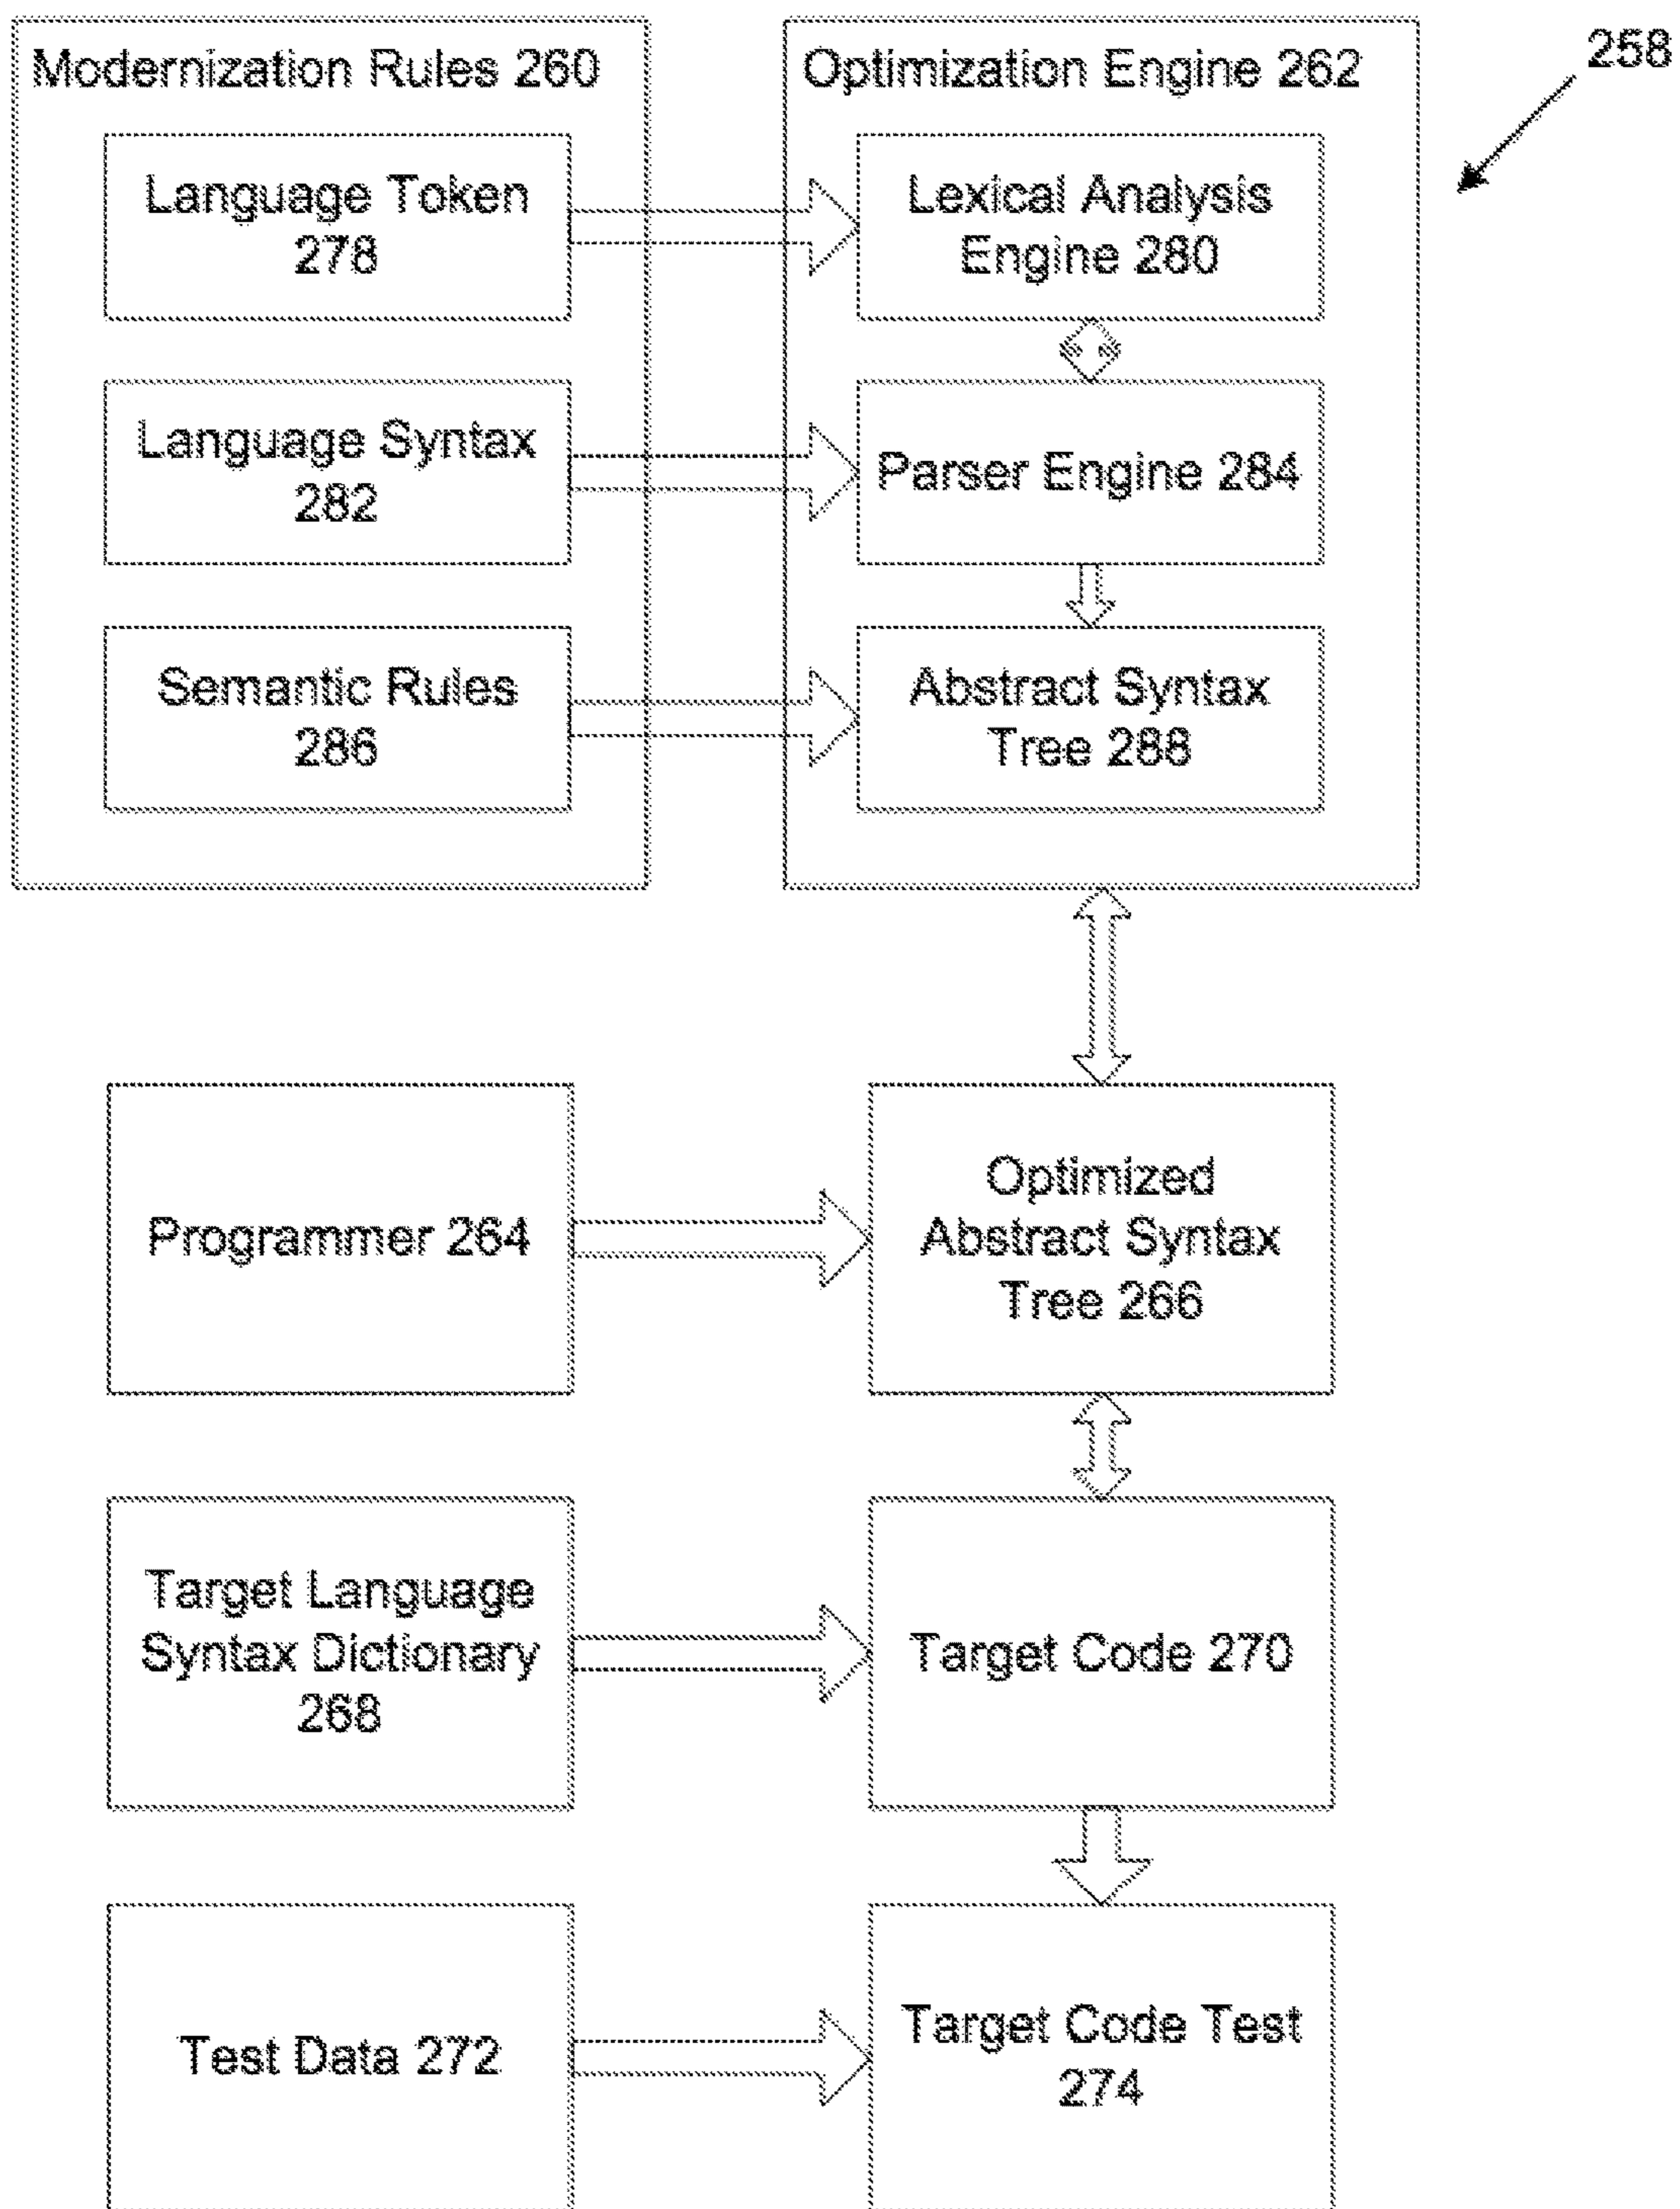 Modernization Rules 260
Optimization Engine 262
258
Language Token
278
Lexical Analysis
Engine 280
Language Syntax
282
Parser Engine 284
Semantic Rules
286
Abstract Syntax
Tree 288
Programmer 264
Optimized
Abstract Syntax
Tree 266
Target Language
Syntax Dictionary
268
Target Code 270
Test Data 272
Target Code Test
274